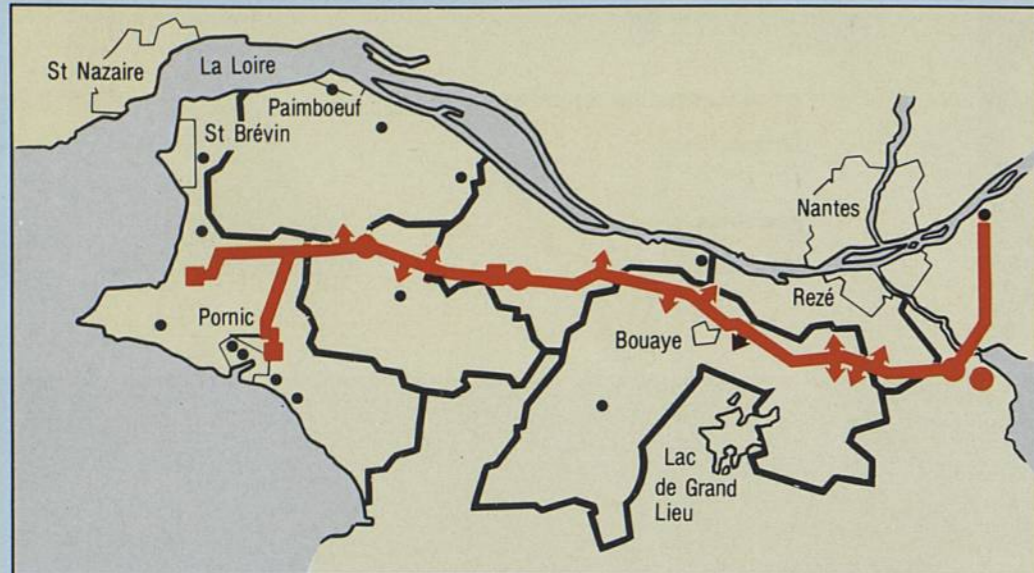 St Nazaire
La Loire
Paimboeuf
St Brévin
Nantes
Rezé
Pornic
Bouaye
Lac
de Grand
Lieu